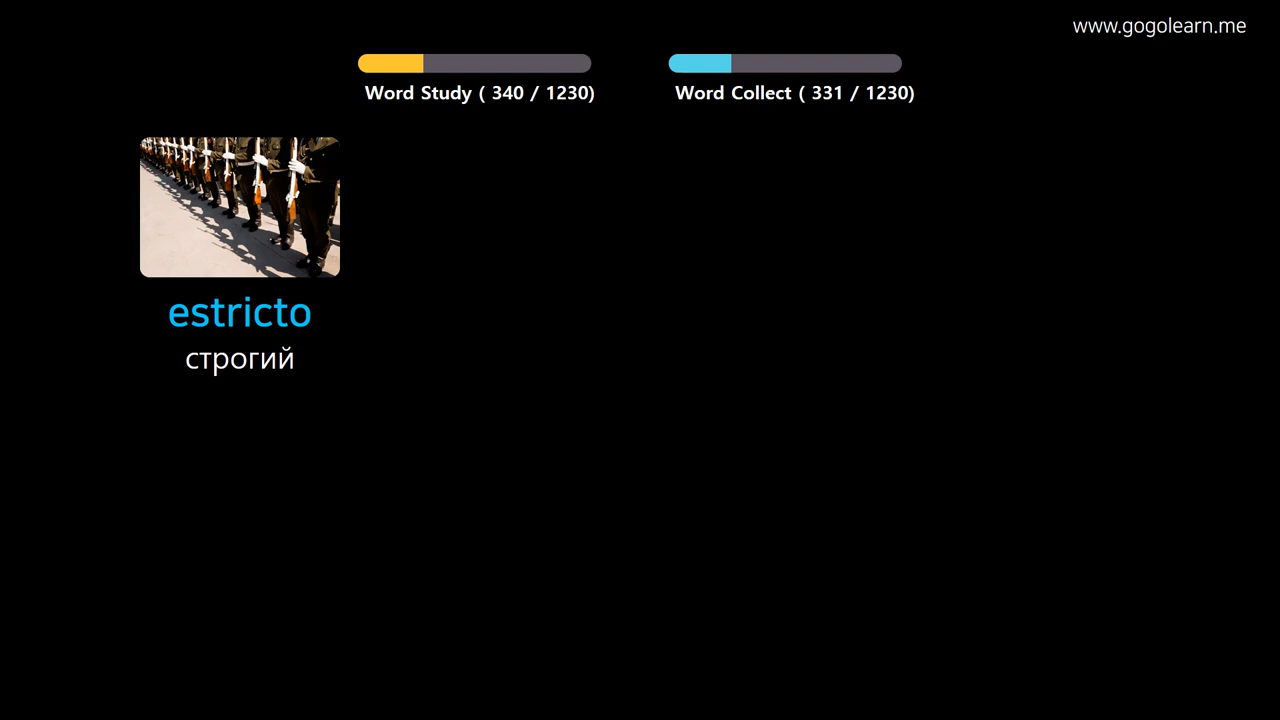 www.gogolearn.me
Word Study ( 340 / 1230)
Word Collect ( 331 / 1230)
estricto
строгий